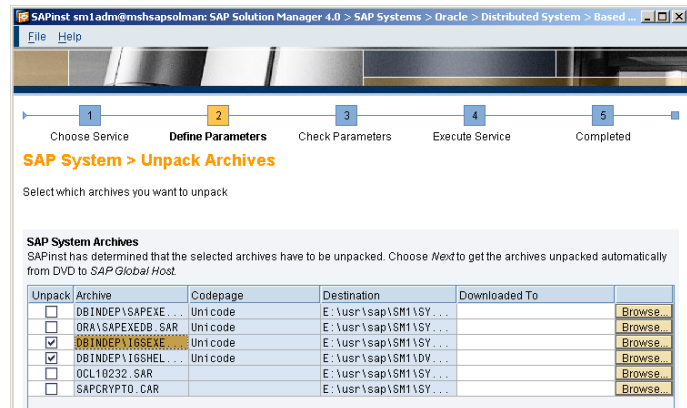 SAPinst sm1adm@mshsapsolman: SAP Solution Manager 4.0 > SAP Systems > Oracle > Distributed System > Based ...
File Help
1 2 3 4 5
Choose Service Define Parameters Check Parameters Execute Service Completed
SAP System > Unpack Archives
Select which archives you want to unpack
SAP System Archives
SAPinst has determined that the selected archives have to be unpacked. Choose Next to get the archives unpacked automatically
from DVD to SAP Global Host.
Unpack Archive Codepage Destination Downloaded To
DBINDEP\SAPEXE... Unicode E:\usr\sap\SM1\SY... Browse...
ORA\SAPEXEDB.SAR Unicode E:\usr\sap\SM1\SY... Browse...
DBINDEP\IGSEXE... Unicode E:\usr\sap\SM1\SY... Browse...
DBINDEP\IGSHEL... Unicode E:\usr\sap\SM1\DV... Browse...
OCL10232.SAR E:\usr\sap\SM1\SY... Browse...
SAPCRYPTO.CAR E:\usr\sap\SM1\SY... Browse...